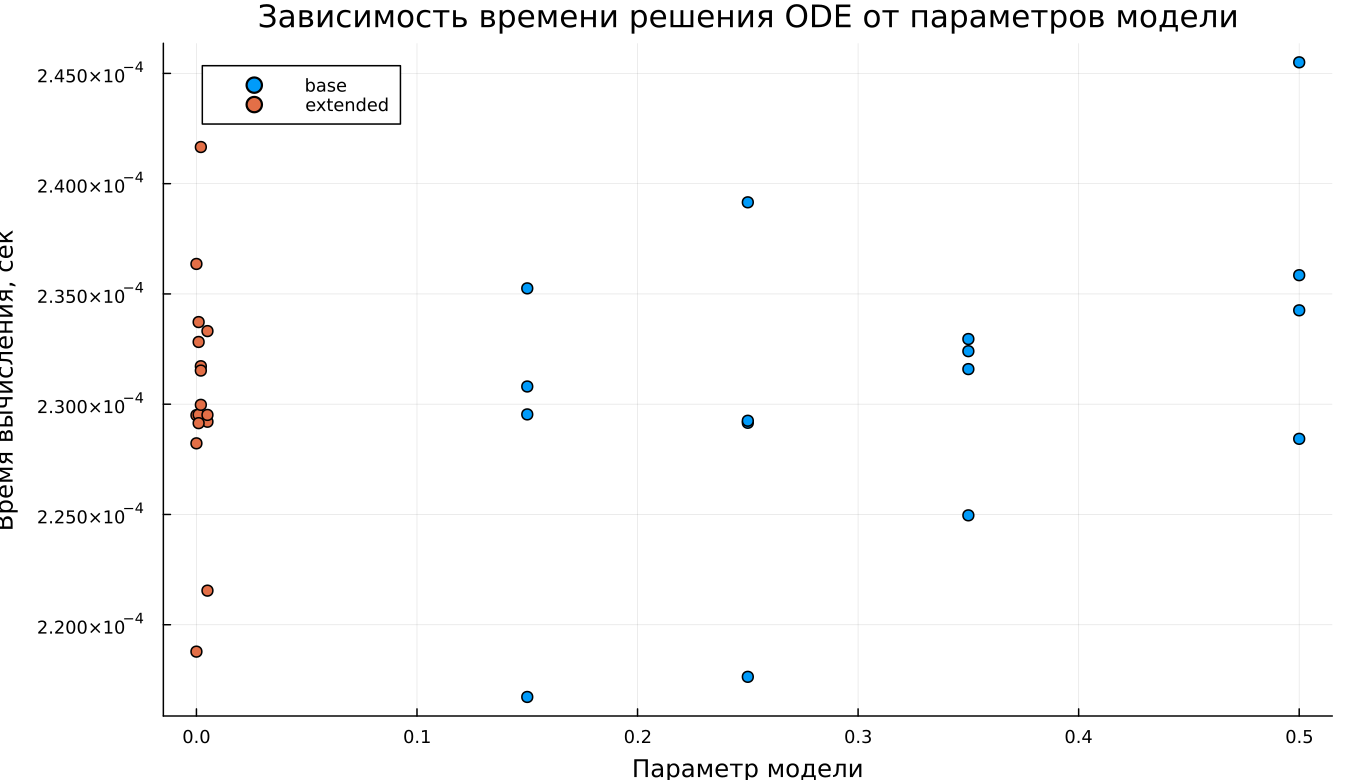 Зависимость времени решения ODE от параметров модели
base
extended
Время вычисления, сек
2.450×10⁻⁴
2.400×10⁻⁴
2.350×10⁻⁴
2.300×10⁻⁴
2.250×10⁻⁴
2.200×10⁻⁴
0.0 0.1 0.2 0.3 0.4 0.5
Параметр модели